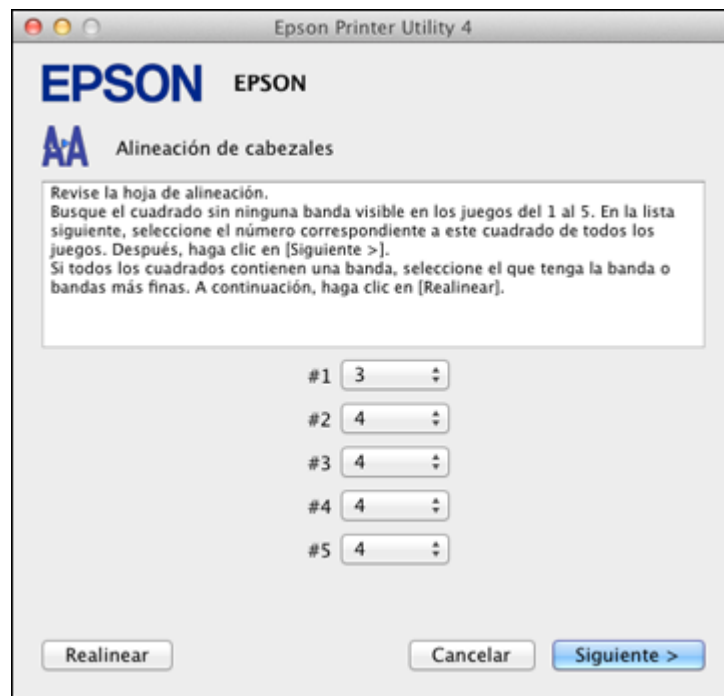 Epson Printer Utility 4
EPSON EPSON
Alineación de cabezales
Revise la hoja de alineación.
Busque el cuadrado sin ninguna banda visible en los juegos del 1 al 5. En la lista
siguiente, seleccione el número correspondiente a este cuadrado de todos los
juegos. Después, haga clic en [Siguiente >].
Si todos los cuadrados contienen una banda, seleccione el que tenga la banda o
bandas más finas. A continuación, haga clic en [Realinear].
#1 3
#2 4
#3 4
#4 4
#5 4
Realinear Cancelar Siguiente >